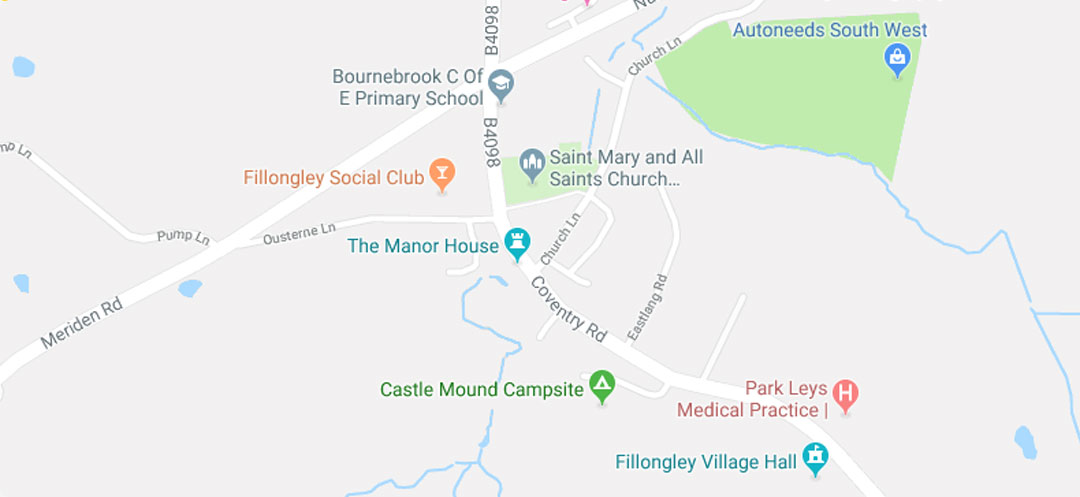 B4098
Autoneeds South West
Church Ln
Bournebrook C Of
E Primary School
B4098
Saint Mary and All
Saints Church...
Fillongley Social Club
Pump Ln
Ousterne Ln
The Manor House
Church Ln
Coventry Rd
Eastlang Rd
Meriden Rd
Castle Mound Campsite
Park Leys
Medical Practice |
Fillongley Village Hall